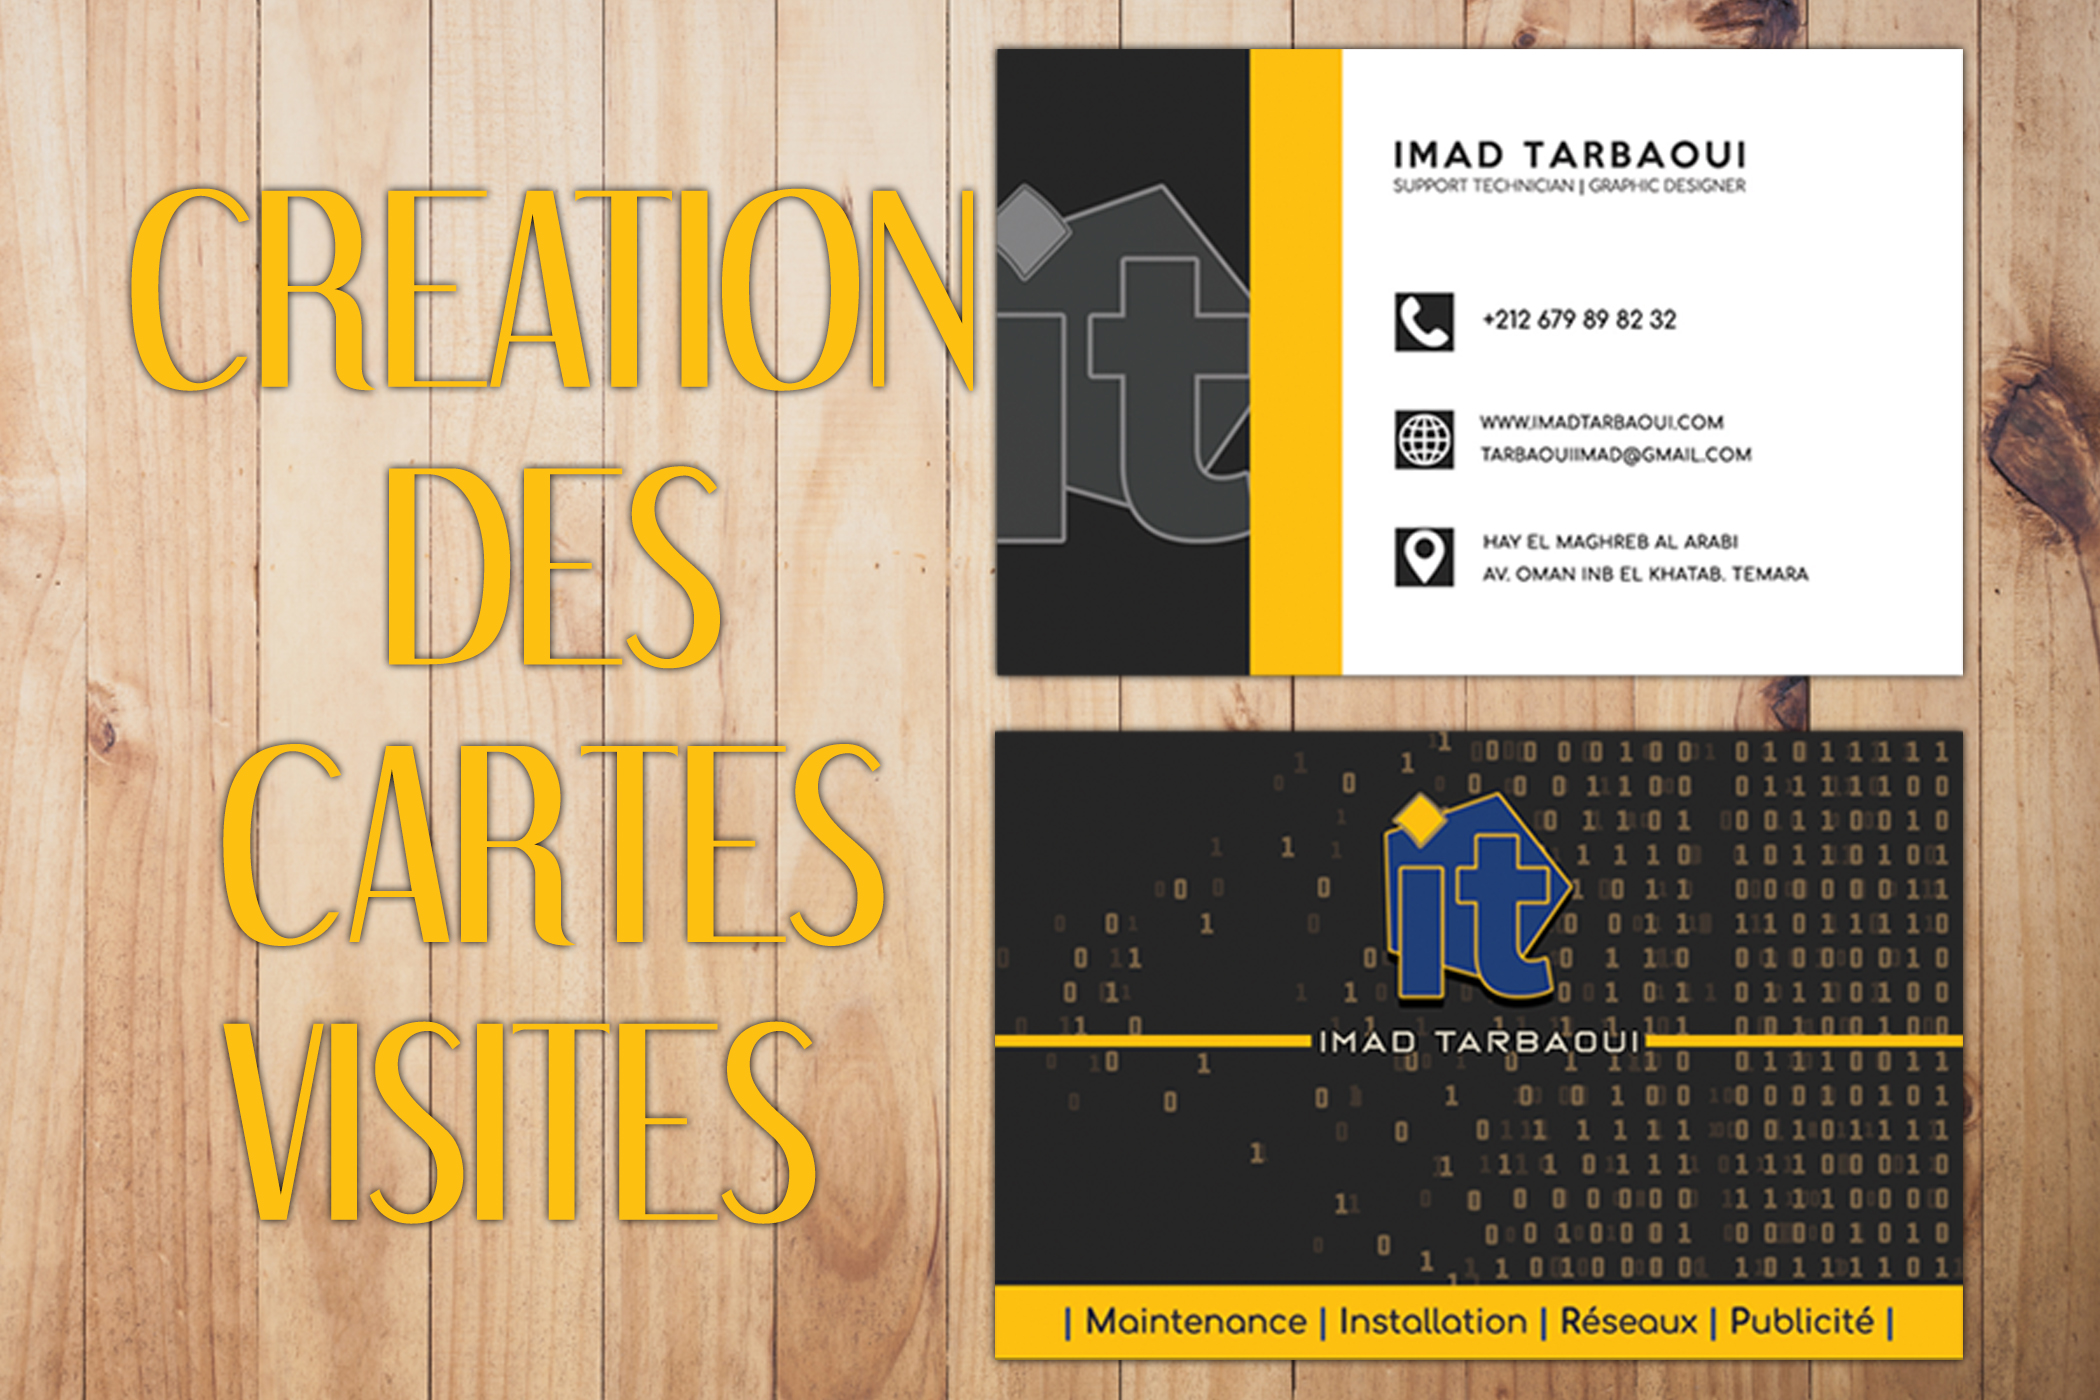 CREATION
DES
CARTES
VISITES
it
IMAD TARBAOUI
SUPPORT TECHNICIAN | GRAPHIC DESIGNER
+212 679 89 82 32
WWW.IMADTARBAOUI.COM
TARBAOUIIMAD@GMAIL.COM
HAY EL MAGHREB AL ARABI
AV. OMAN INB EL KHATAB. TEMARA
it
IMAD TARBAOUI
| Maintenance | Installation | Réseaux | Publicité |